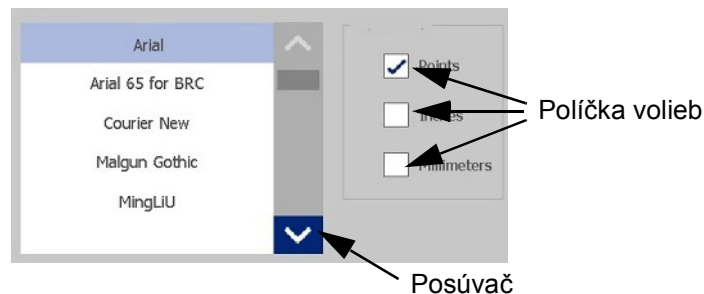 Arial
Arial 65 for BRC
Courier New
Malgun Gothic
MingLiU
Points
Inches
Millimeters
Políčka volieb
Posúvač